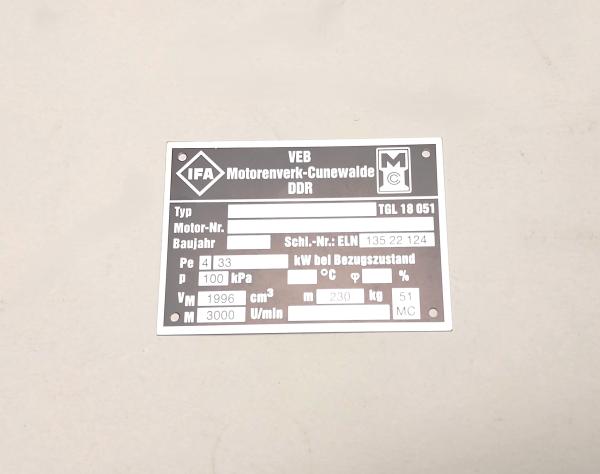 IFA
VEB
Motorenverk-Cunewalde
DDR
M
C
Typ TGL 18 051
Motor-Nr.
Baujahr Schl.-Nr.: ELN 135 22 124
Pe 4 33 kW bei Bezugszustand
p 100 kPa °C φ %
VM 1996 cm³ m 230 kg 51
M 3000 U/min MC